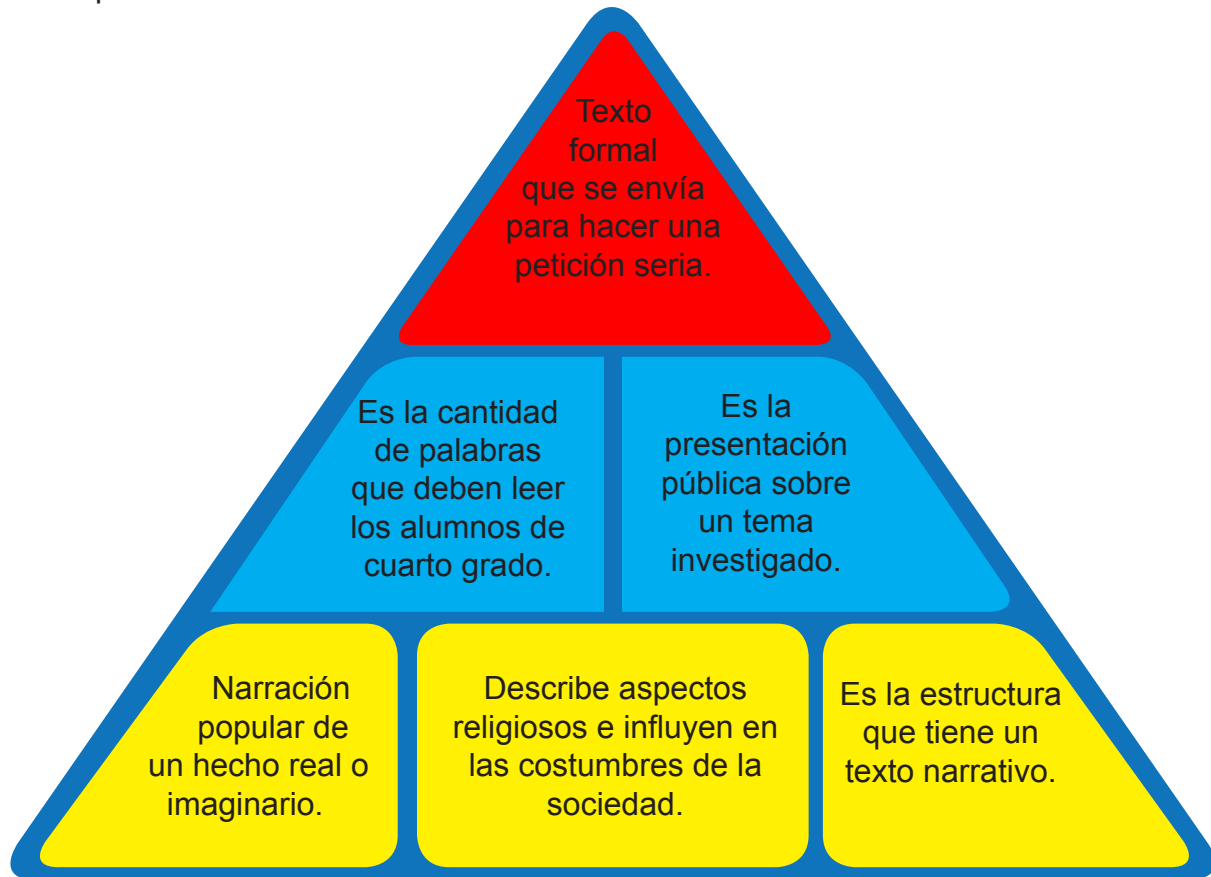 Texto
formal
que se envía
para hacer una
petición seria.
Es la cantidad
de palabras
que deben leer
los alumnos de
cuarto grado.
Es la
presentación
pública sobre
un tema
investigado.
Narración
popular de
un hecho real o
imaginario.
Describe aspectos
religiosos e influyen en
las costumbres de la
sociedad.
Es la estructura
que tiene un
texto narrativo.